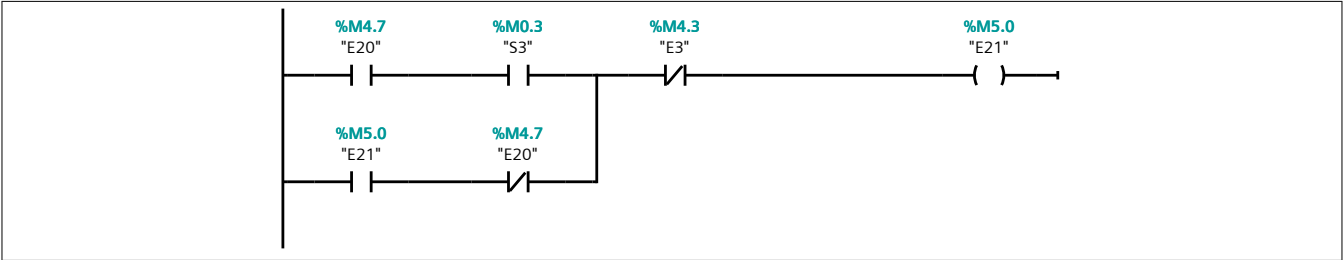 %M4.7 %M0.3 %M4.3 %M5.0
"E20" "S3" "E3" "E21"
%M5.0 %M4.7
"E21" "E20"